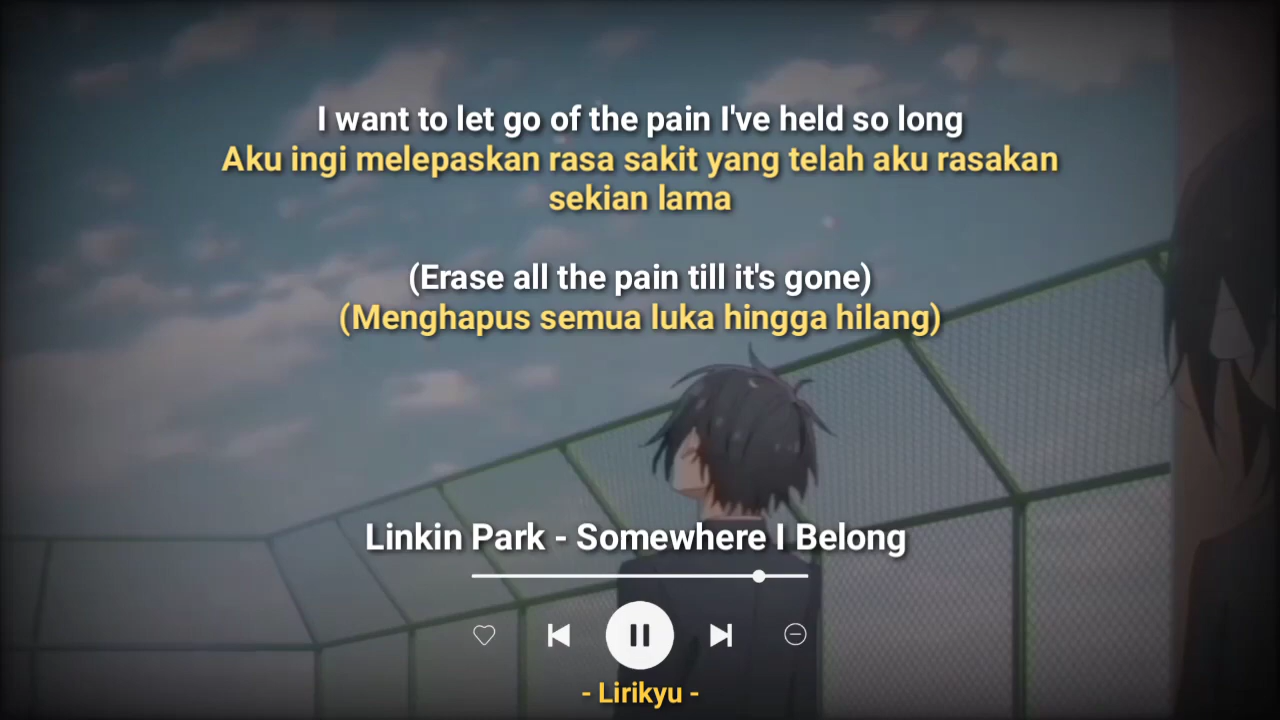 I want to let go of the pain I've held so long
Aku ingi melepaskan rasa sakit yang telah aku rasakan
sekian lama
(Erase all the pain till it's gone)
(Menghapus semua luka hingga hilang)
Linkin Park - Somewhere I Belong
- Lirikyu -